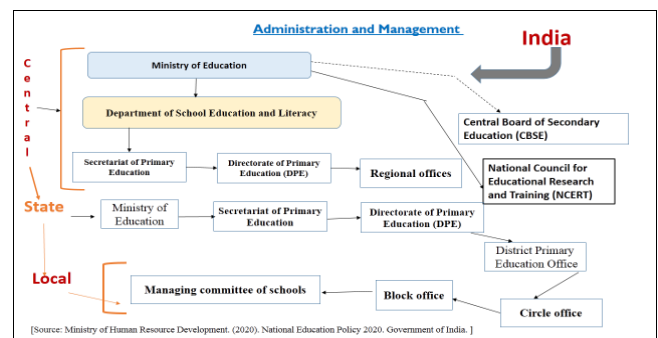 Administration and Management
India
Central
Ministry of Education
Department of School Education and Literacy
Central Board of Secondary
Education (CBSE)
Secretariat of Primary
Education
Directorate of Primary
Education (DPE)
Regional offices
National Council for
Educational Research
and Training (NCERT)
State
Ministry of
Education
Secretariat of Primary
Education
Directorate of Primary
Education (DPE)
District Primary
Education Office
Local
Managing committee of schools
Block office
Circle office
[Source: Ministry of Human Resource Development. (2020). National Education Policy 2020. Government of India. ]